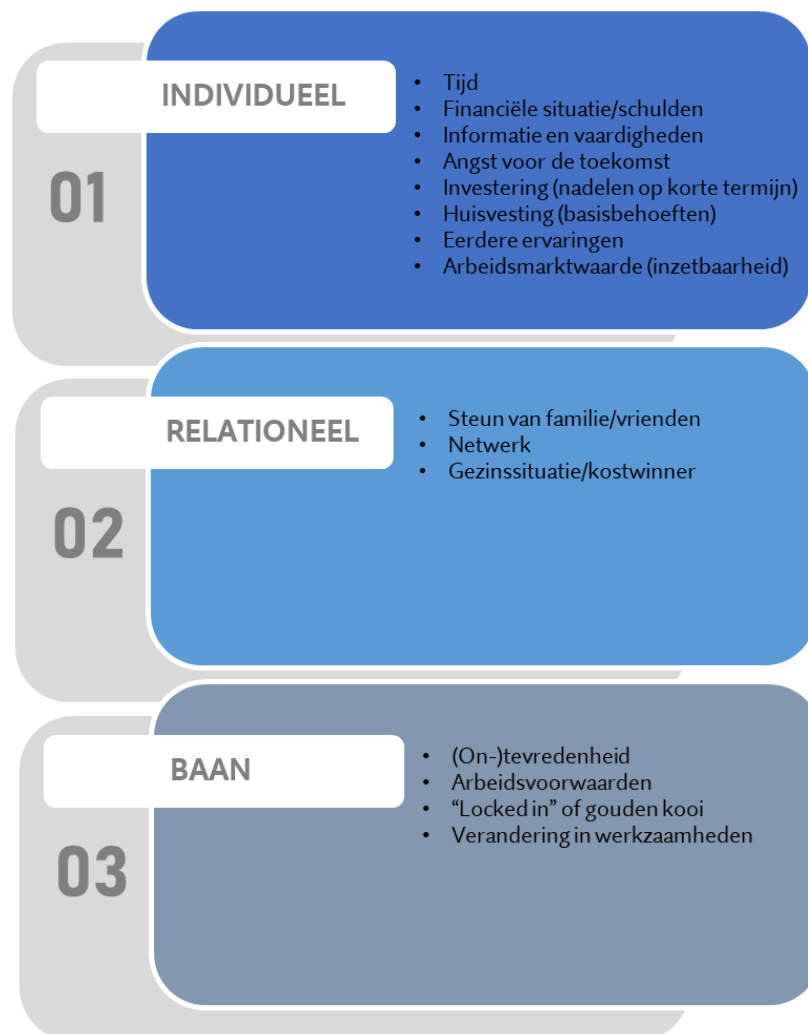 INDIVIDUEEL
01
• Tijd
• Financiële situatie/schulden
• Informatie en vaardigheden
• Angst voor de toekomst
• Investering (nadelen op korte termijn)
• Huisvesting (basisbehoeften)
• Eerdere ervaringen
• Arbeidsmarktwaarde (inzetbaarheid)
RELATIONEEL
02
• Steun van familie/vrienden
• Netwerk
• Gezinssituatie/kostwinner
BAAN
03
• (On-)tevredenheid
• Arbeidsvoorwaarden
• “Locked in” of gouden kooi
• Verandering in werkzaamheden